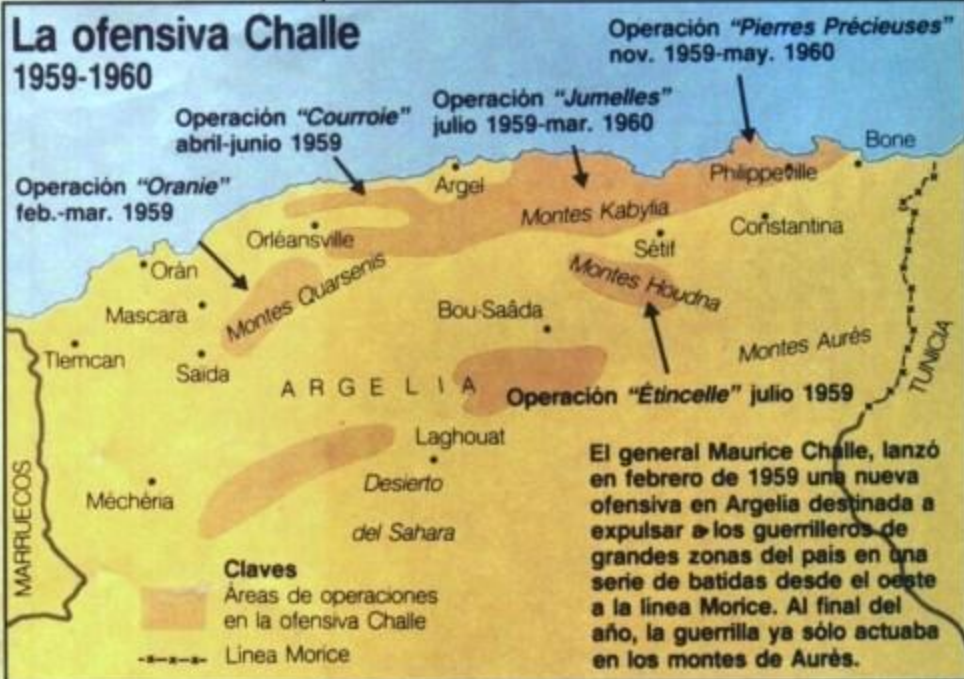 La ofensiva Challe
1959-1960
Operación "Pierres Précieuses"
nov. 1959-may. 1960
Operación "Jumelles"
julio 1959-mar. 1960
Operación "Courroie"
abril-junio 1959
Operación "Oranie"
feb.-mar. 1959
Bone
Argel
Philippeville
Montes Kabylia
Constantina
Orléansville
Sétif
Orán
Montes Quarsenis
Montes Houdna
Mascara
Bou-Saâda
Tlemcan
Saida
Montes Aurès
TUNICIA
ARGELIA
Operación "Étincelle" julio 1959
Laghouat
Méchéria
Desierto
del Sahara
MARRUECOS
El general Maurice Challe, lanzó
en febrero de 1959 una nueva
ofensiva en Argelia destinada a
expulsar a los guerrilleros de
grandes zonas del pais en una
serie de batidas desde el oeste
a la linea Morice. Al final del
año, la guerrilla ya sólo actuaba
en los montes de Aurés.
Claves
Áreas de operaciones
en la ofensiva Challe
Linea Morice